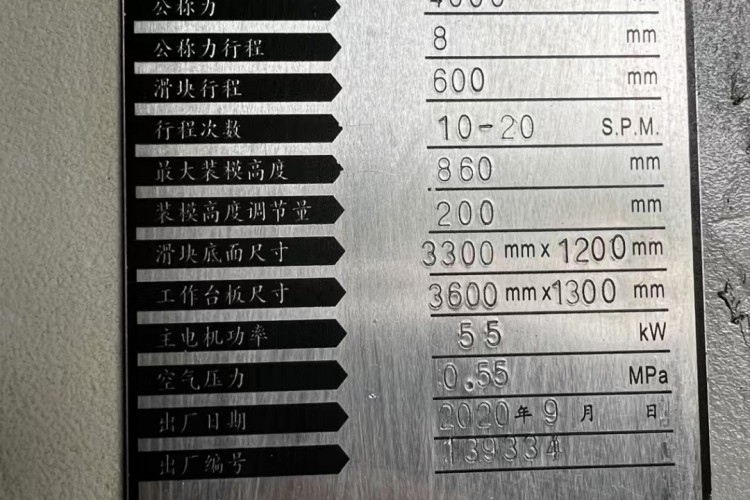 公称力 4000
公称力行程 8 mm
滑块行程 600 mm
行程次数 10-20 S.P.M.
最大装模高度 860 mm
装模高度调节量 200 mm
滑块底面尺寸 3300 mm x 1200 mm
工作台板尺寸 3600 mm x 1300 mm
主电机功率 55 kW
空气压力 0.55 MPa
出厂日期 2020 年 9 月 日
出厂编号 139334